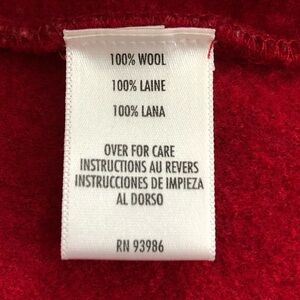 100% WOOL
100% LAINE
100% LANA
OVER FOR CARE
INSTRUCTIONS AU REVERS
INSTRUCCIONES DE IMPIEZA
AL DORSO
RN 93986